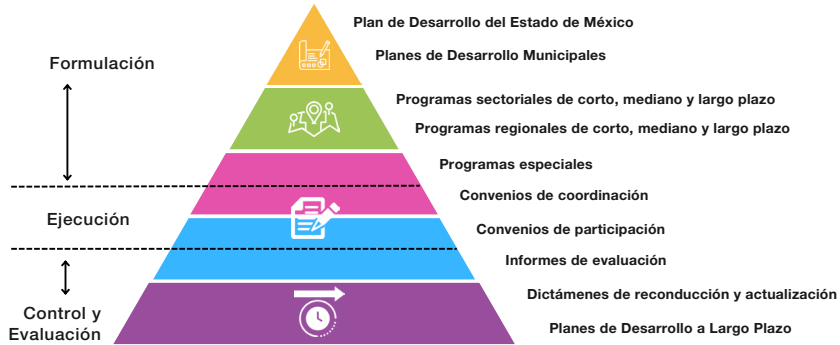 Plan de Desarrollo del Estado de México
Planes de Desarrollo Municipales
Formulación
Programas sectoriales de corto, mediano y largo plazo
Programas regionales de corto, mediano y largo plazo
Programas especiales
Convenios de coordinación
Ejecución
Convenios de participación
Informes de evaluación
Dictámenes de reconducción y actualización
Control y
Evaluación
Planes de Desarrollo a Largo Plazo